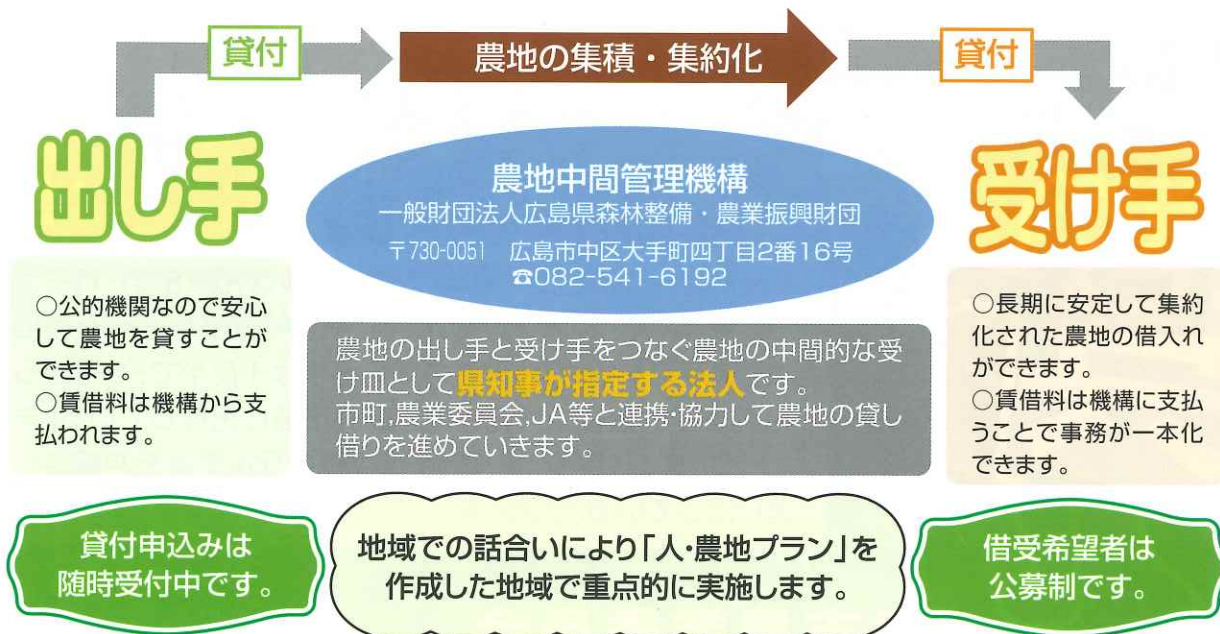 貸付
農地の集積・集約化
貸付
出し手
農地中間管理機構
一般財団法人広島県森林整備・農業振興財団
〒730-0051 広島市中区大手町四丁目2番16号
☎082-541-6192
受け手
○公的機関なので安心
して農地を貸すことが
できます。
○賃借料は機構から支
払われます。
農地の出し手と受け手をつなぐ農地の中間的な受
け皿として県知事が指定する法人です。
市町,農業委員会,JA等と連携・協力して農地の貸し
借りを進めていきます。
○長期に安定して集約
化された農地の借入れ
ができます。
○賃借料は機構に支払
うことで事務が一本化
できます。
貸付申込みは
随時受付中です。
地域での話合いにより「人・農地プラン」を
作成した地域で重点的に実施します。
借受希望者は
公募制です。